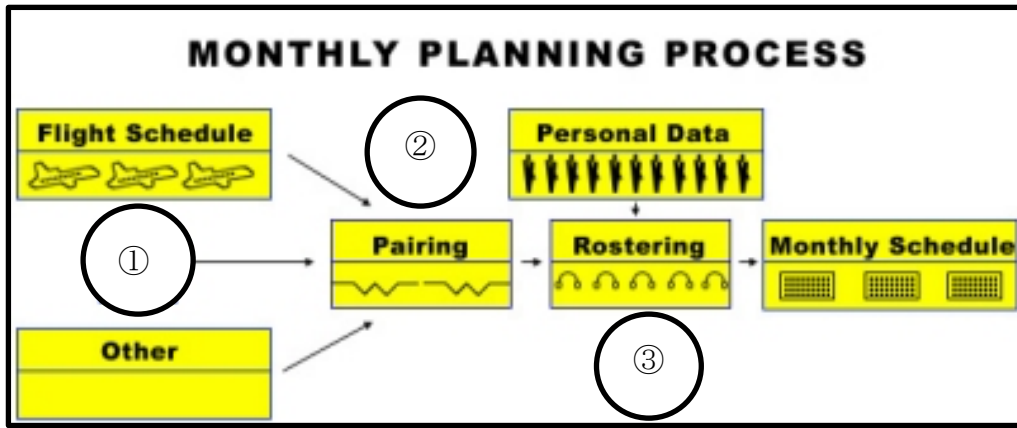 MONTHLY PLANNING PROCESS
Flight Schedule
②
Personal Data
①
Pairing
Rostering
Monthly Schedule
Other
③